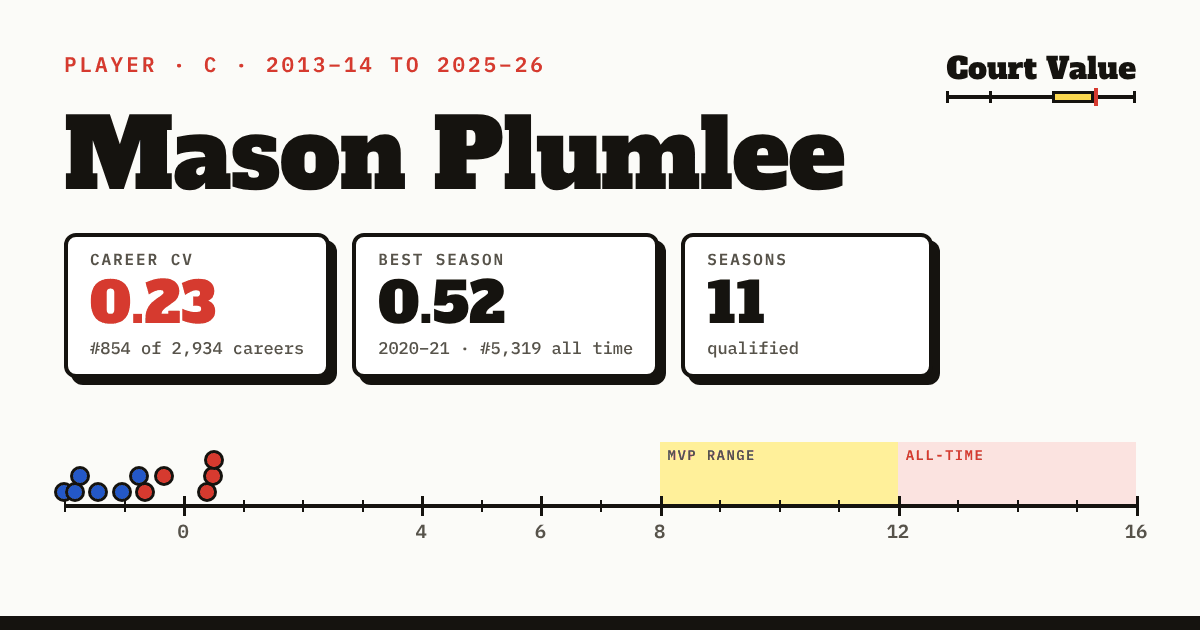 PLAYER · C · 2013–14 TO 2025–26
Court Value
Mason Plumlee
CAREER CV
0.23
#854 of 2,934 careers
BEST SEASON
0.52
2020–21 · #5,319 all time
SEASONS
11
qualified
MVP RANGE
ALL-TIME
0 4 6 8 12 16